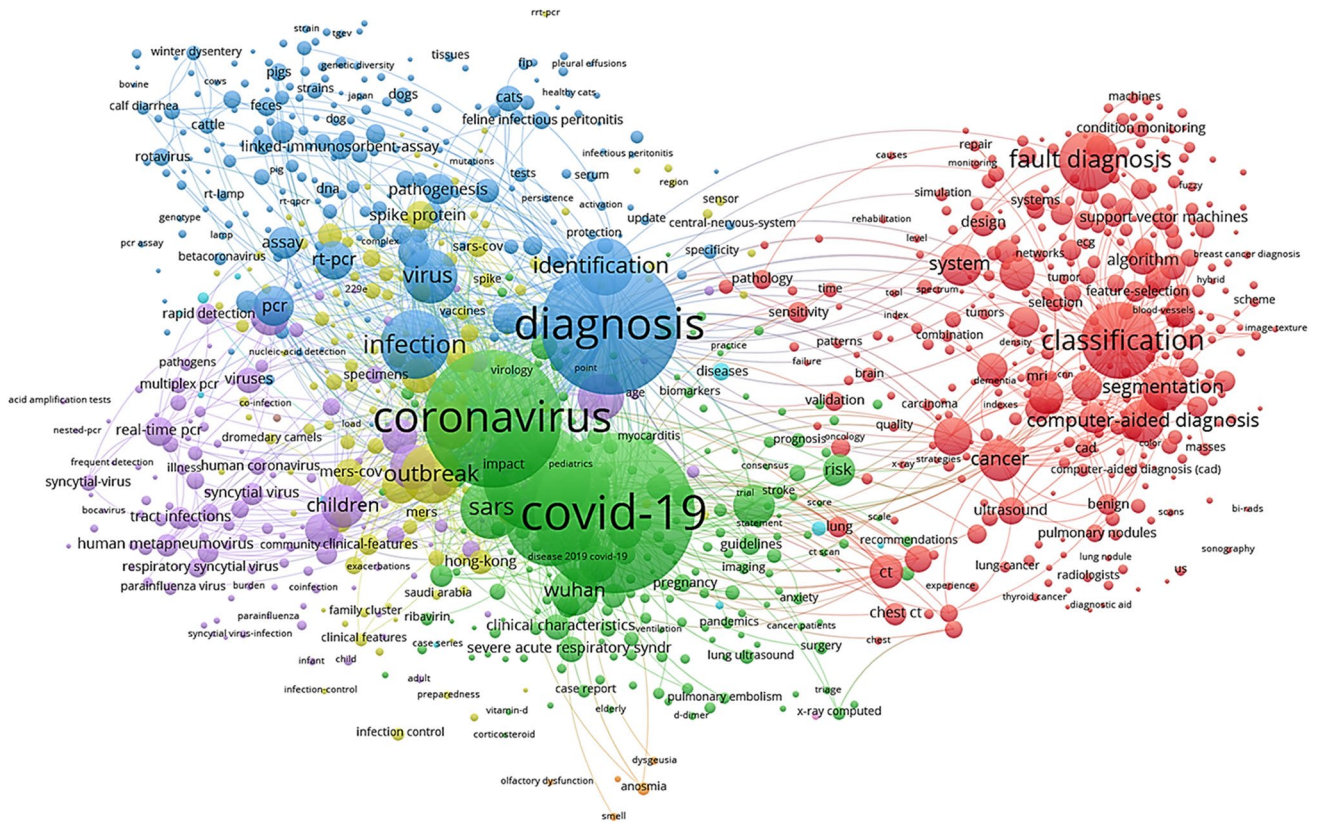 rrt-pcr
strain
tgev
winter dysentery
tissues
fip
pleural effusions
pigs
genetic diversity
bovine
cows
strains
japan
dogs
cats
healthy cats
machines
calf diarrhea
feces
cattle
dog
feline infectious peritonitis
condition monitoring
rotavirus
linked-immunosorbent-assay
infectious peritonitis
causes
repair
fault diagnosis
monitoring
mutations
pig
tests
serum
region
rt-lamp
dna
pathogenesis
simulation
fuzzy
rt-qpcr
persistence
activation
sensor
systems
genotype
lamp
spike protein
update
central-nervous-system
rehabilitation
design
support vector machines
pcr assay
assay
complex
sars-cov
protection
specificity
level
networks
ecg
betacoronavirus
rt-pcr
virus
identification
system
algorithm
breast cancer diagnosis
spike
pathology
tumor
hybrid
229e
time
tool
spectrum
feature-selection
rapid detection
pcr
vaccines
sensitivity
index
selection
tumors
blood-vessels
scheme
diagnosis
image texture
infection
practice
patterns
combination
density
classification
nucleic-acid detection
pathogens
specimens
virology
point
diseases
failure
brain
dementia
mri
cnn
segmentation
multiplex pcr
viruses
age
biomarkers
validation
acid amplification tests
co-infection
carcinoma
indexes
nested-pcr
real-time pcr
load
coronavirus
quality
computer-aided diagnosis
dromedary camels
myocarditis
prognosis
oncology
color
cad
masses
frequent detection
illness
human coronavirus
mers-cov
outbreak
impact
pediatrics
consensus
risk
x-ray
strategies
cancer
computer-aided diagnosis (cad)
syncytial-virus
syncytial virus
trial
stroke
bocavirus
tract infections
children
mers
sars
covid-19
statement
score
scale
ultrasound
benign
scans
bi-rads
lung
pulmonary nodules
human metapneumovirus
community
clinical-features
guidelines
ct scan
recommendations
sonography
respiratory syncytial virus
exacerbations
hong-kong
disease 2019 covid-19
imaging
ct
lung-cancer
lung nodule
radiologists
us
parainfluenza virus
burden
coinfection
saudi arabia
wuhan
pregnancy
anxiety
experience
thyroid cancer
diagnostic aid
parainfluenza
family cluster
ribavirin
clinical characteristics
ventilation
pandemics
cancer patients
chest ct
syncytial virus-infection
clinical features
case series
severe acute respiratory syndr
lung ultrasound
surgery
chest
infant
child
adult
infection-control
preparedness
case report
pulmonary embolism
triage
vitamin-d
elderly
d-dimer
x-ray computed
infection control
corticosteroid
dysgeusia
olfactory dysfunction
anosmia
smell